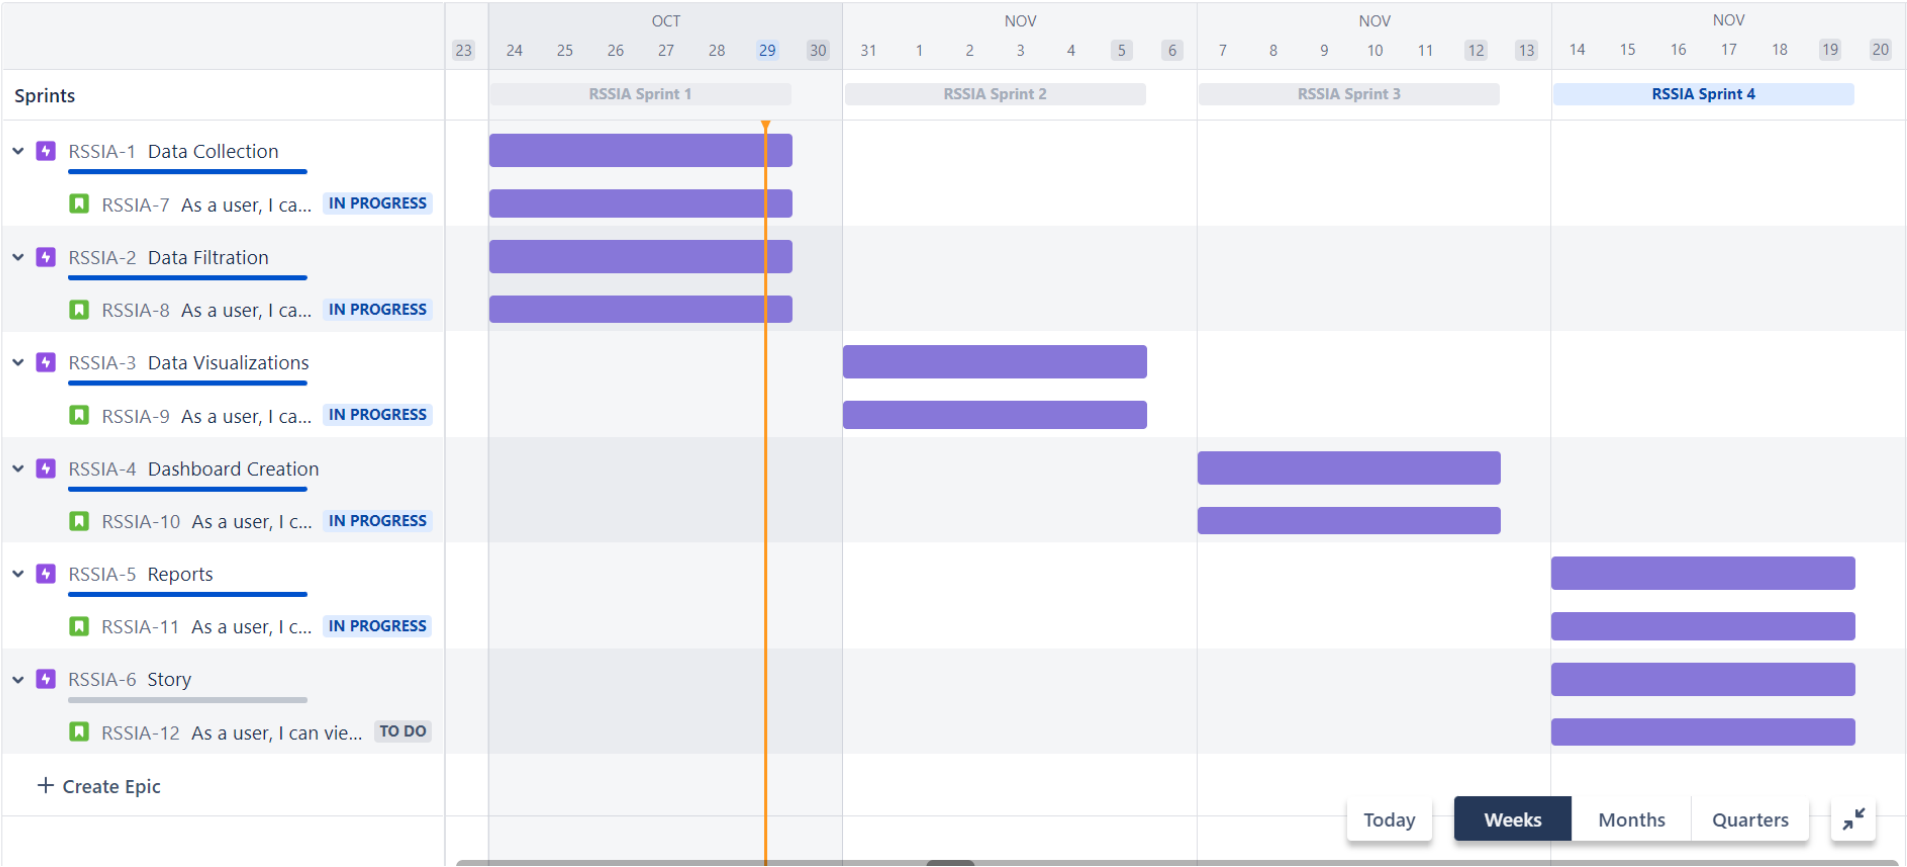 OCT NOV NOV NOV
23 24 25 26 27 28 29 30 31 1 2 3 4 5 6 7 8 9 10 11 12 13 14 15 16 17 18 19 20
Sprints RSSIA Sprint 1 RSSIA Sprint 2 RSSIA Sprint 3 RSSIA Sprint 4
RSSIA-1 Data Collection
RSSIA-7 As a user, I ca... IN PROGRESS
RSSIA-2 Data Filtration
RSSIA-8 As a user, I ca... IN PROGRESS
RSSIA-3 Data Visualizations
RSSIA-9 As a user, I ca... IN PROGRESS
RSSIA-4 Dashboard Creation
RSSIA-10 As a user, I c... IN PROGRESS
RSSIA-5 Reports
RSSIA-11 As a user, I c... IN PROGRESS
RSSIA-6 Story
RSSIA-12 As a user, I can vie... TO DO
Create Epic
Today Weeks Months Quarters